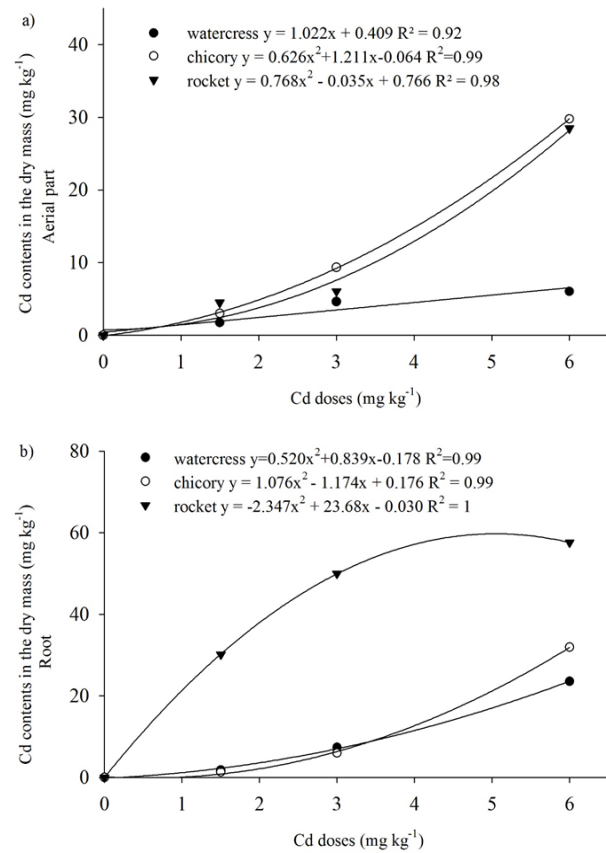 a)
watercress y = 1.022x + 0.409 R² = 0.92
chicory y = 0.626x²+1.211x-0.064 R²=0.99
rocket y = 0.768x² - 0.035x + 0.766 R² = 0.98
Cd contents in the dry mass (mg kg⁻¹)
Aerial part
40
30
20
10
0
0 1 2 3 4 5 6
Cd doses (mg kg⁻¹)
b)
watercress y=0.520x²+0.839x-0.178 R²=0.99
chicory y = 1.076x² - 1.174x + 0.176 R² = 0.99
rocket y = -2.347x² + 23.68x - 0.030 R² = 1
Cd contents in the dry mass (mg kg⁻¹)
Root
80
60
40
20
0
0 1 2 3 4 5 6
Cd doses (mg kg⁻¹)